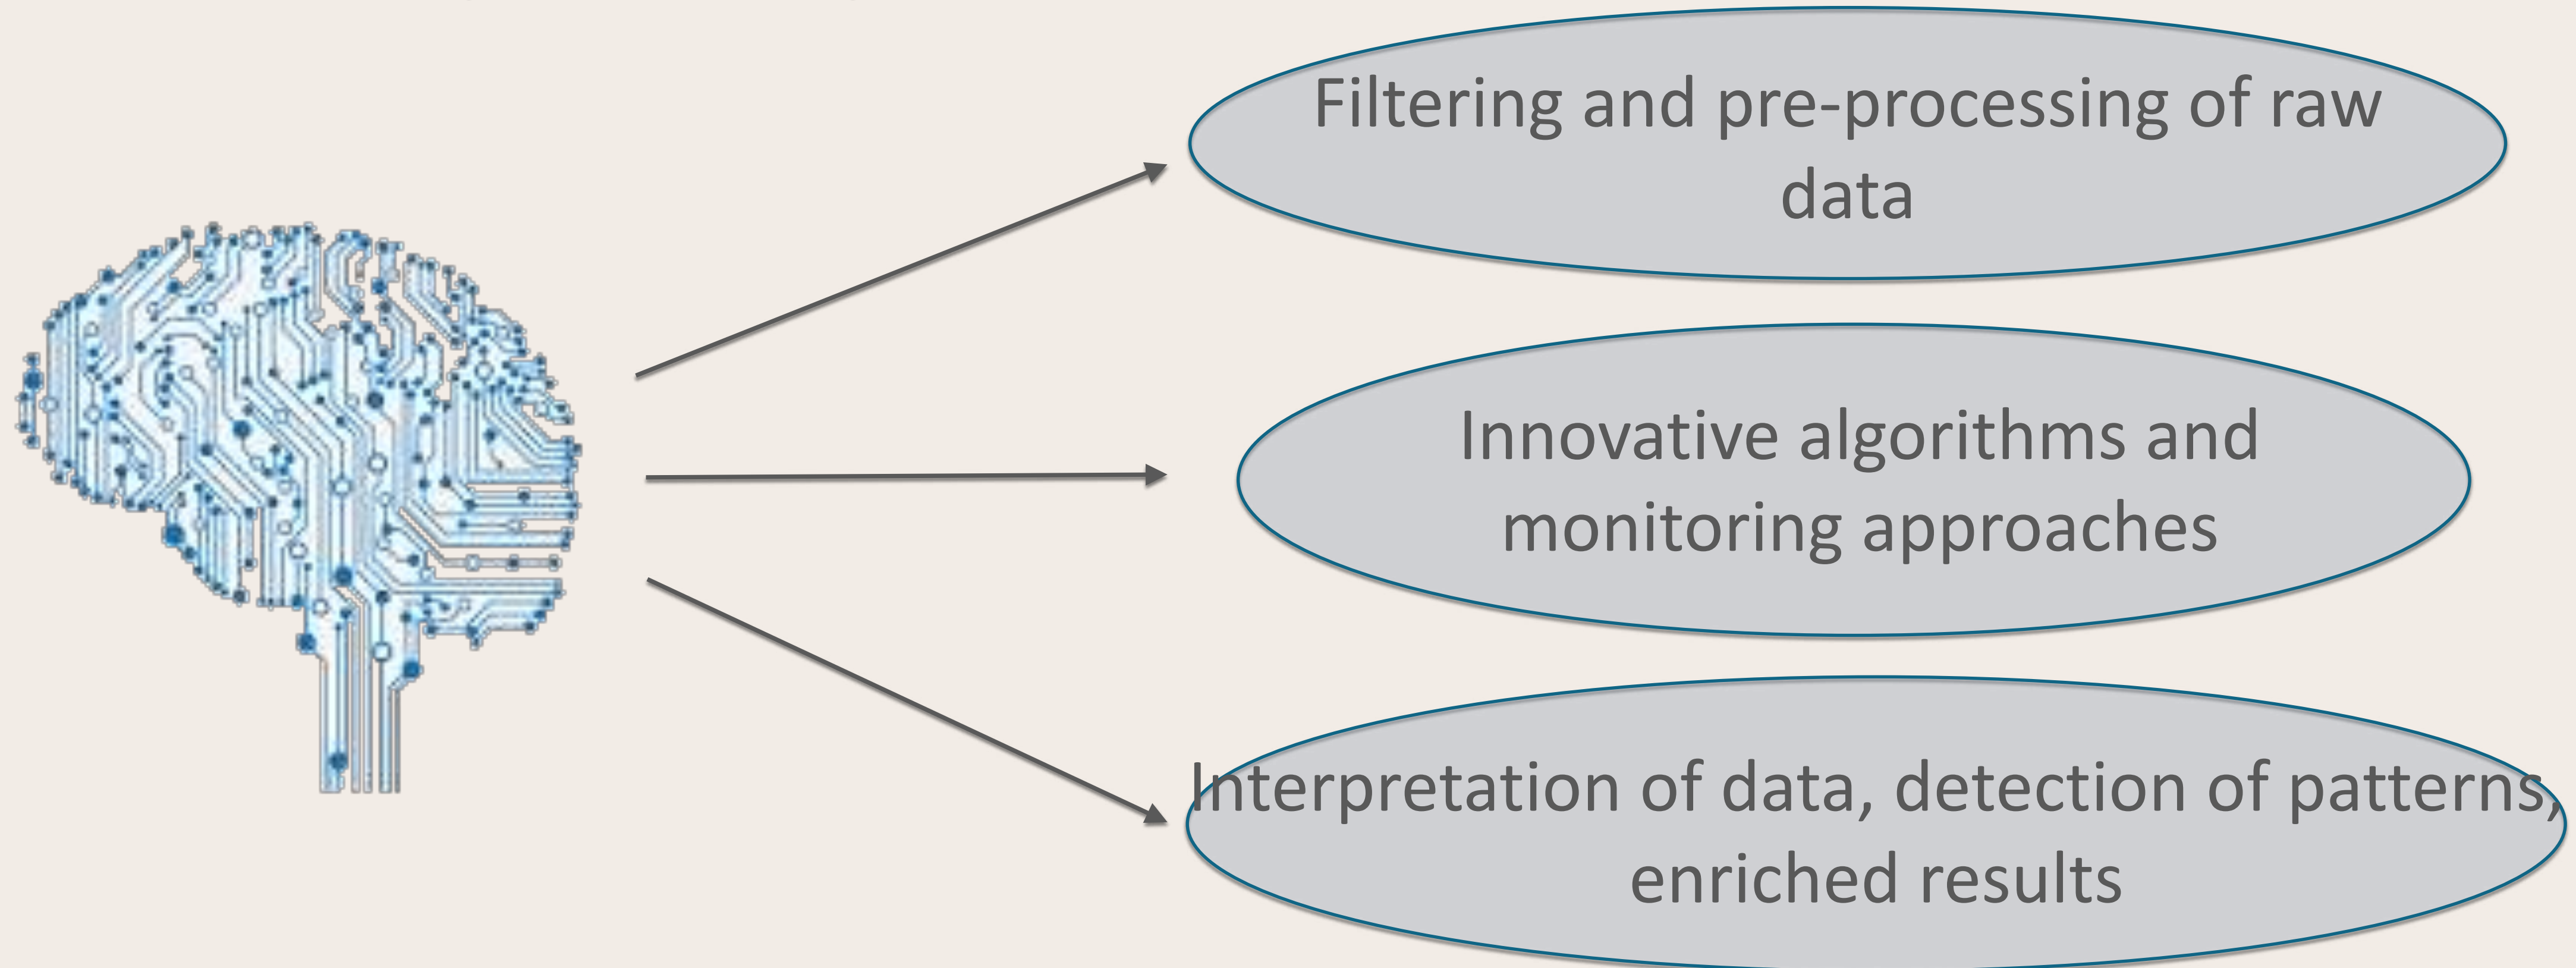 Filtering and pre-processing of raw
data
Innovative algorithms and
monitoring approaches
Interpretation of data, detection of patterns,
enriched results